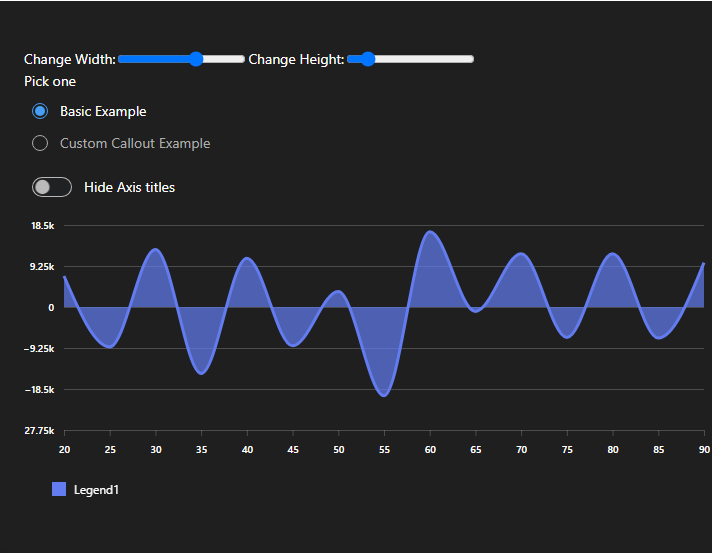 Change Width: Change Height:
Pick one
Basic Example
Custom Callout Example
Hide Axis titles
18.5k
9.25k
0
−9.25k
−18.5k
27.75k
20 25 30 35 40 45 50 55 60 65 70 75 80 85 90
Legend1